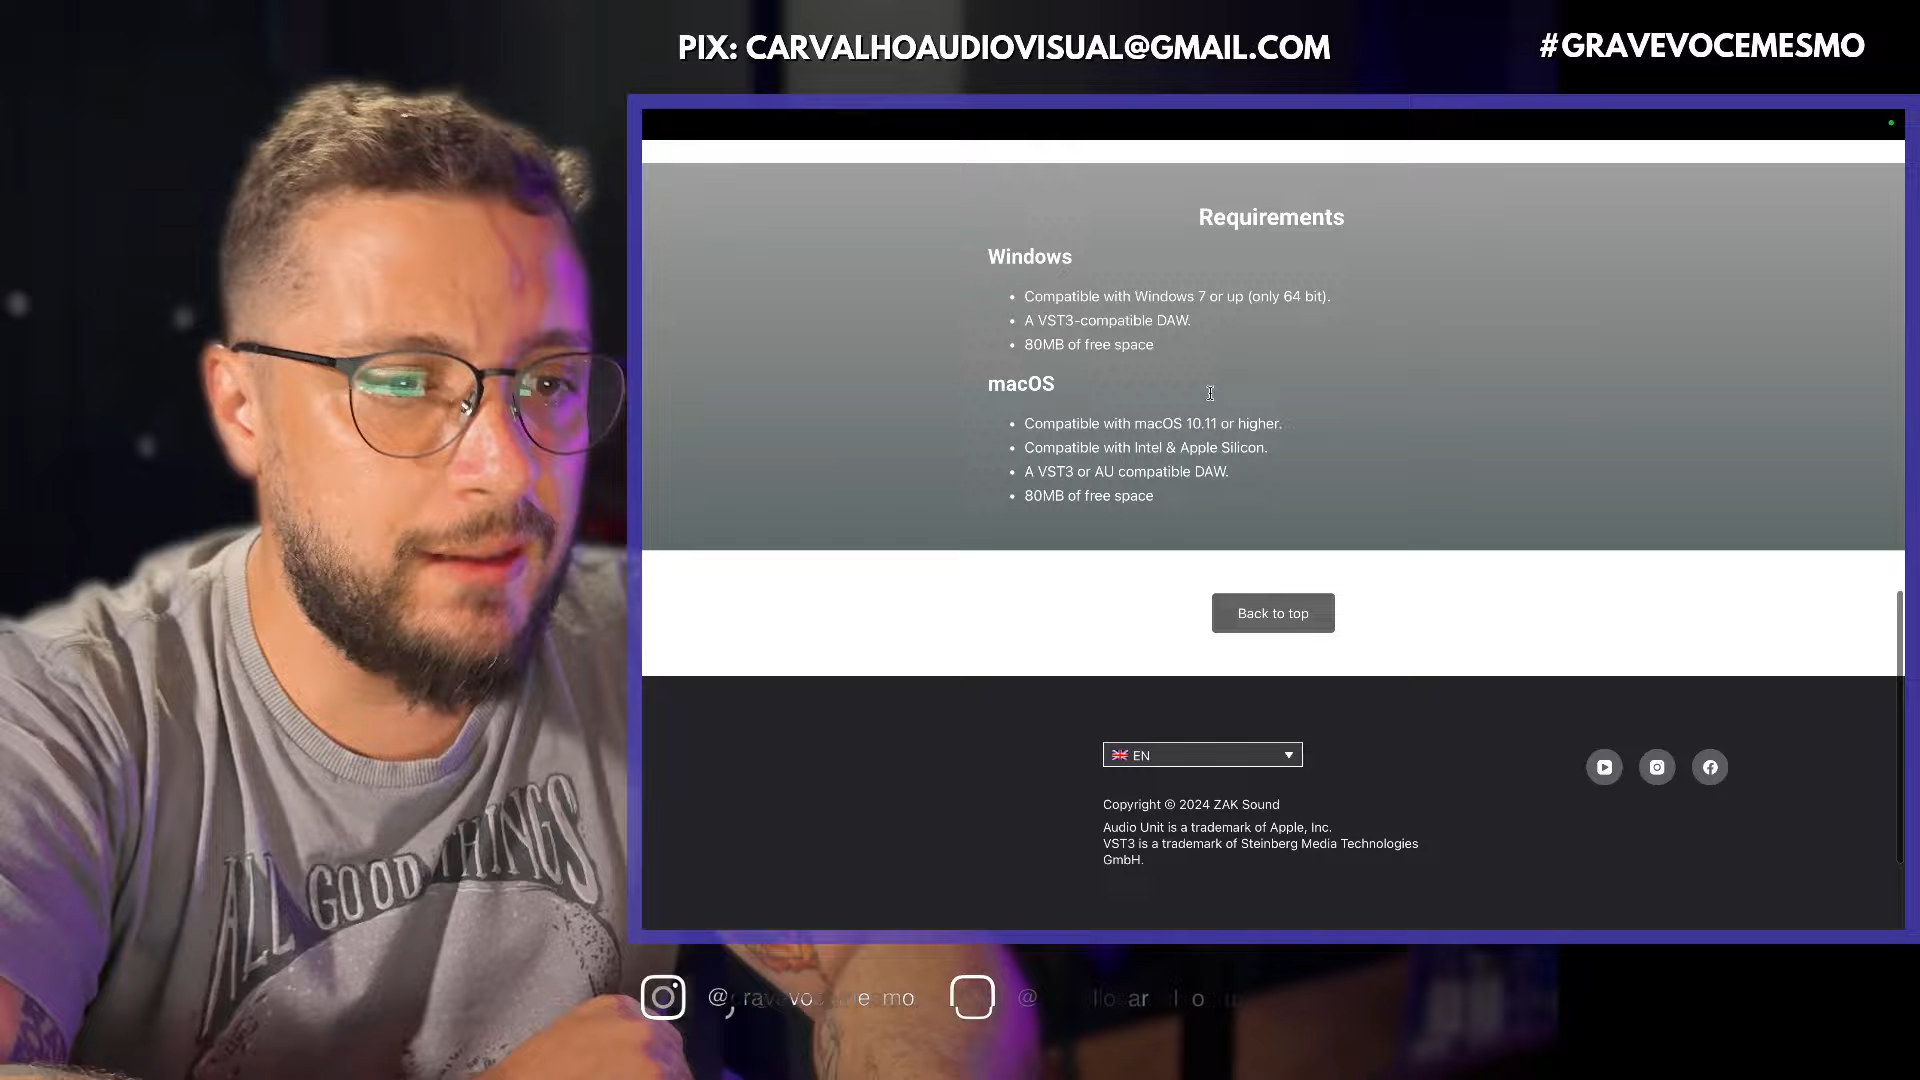 PIX: CARVALHOAUDIOVISUAL@GMAIL.COM
#GRAVEVOCEMESMO
Requirements
Windows
• Compatible with Windows 7 or up (only 64 bit).
• A VST3-compatible DAW.
• 80MB of free space
macOS
• Compatible with macOS 10.11 or higher.
• Compatible with Intel & Apple Silicon.
• A VST3 or AU compatible DAW.
• 80MB of free space
Back to top
EN
Copyright © 2024 ZAK Sound
Audio Unit is a trademark of Apple, Inc.
VST3 is a trademark of Steinberg Media Technologies
GmbH.
ALL GOOD THINGS